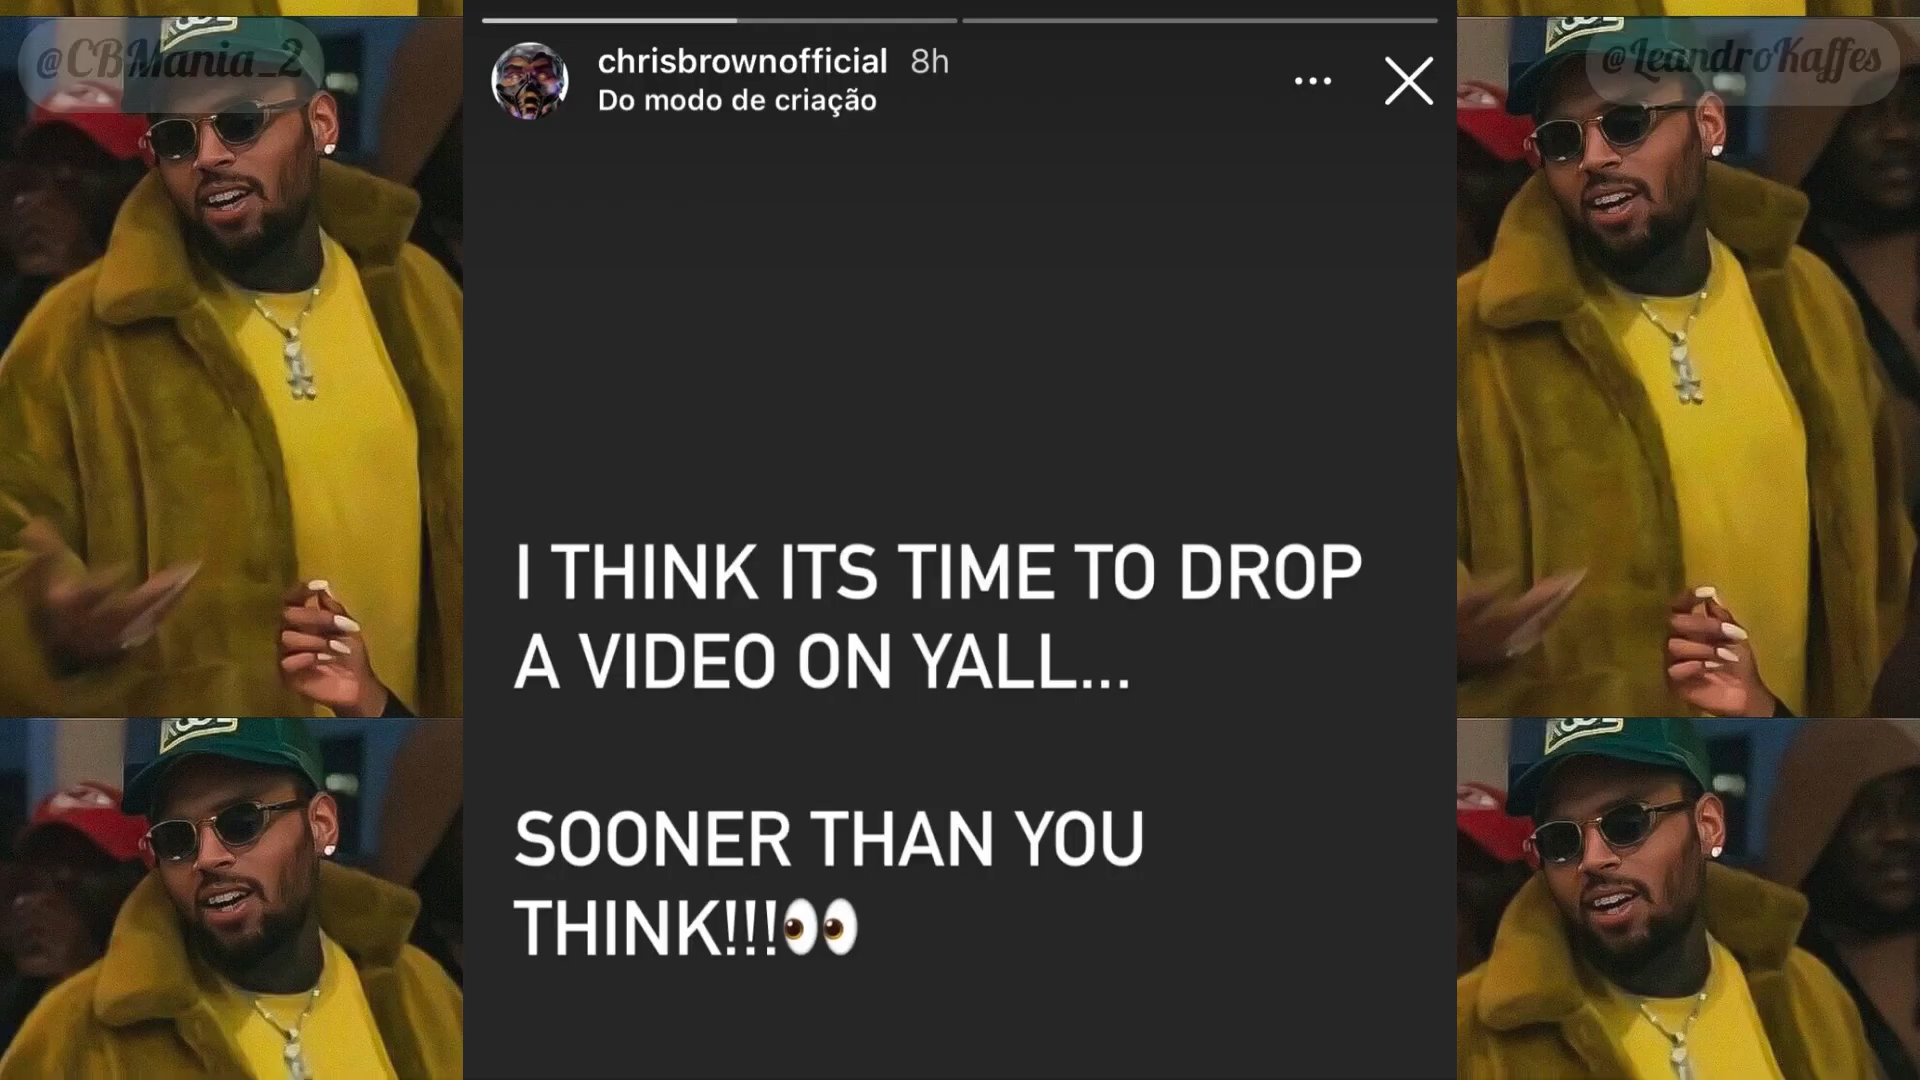 @CBMania_2
@LeandroKaffes
chrisbrownofficial 8h
Do modo de criação
I THINK ITS TIME TO DROP
A VIDEO ON YALL...
SOONER THAN YOU
THINK!!!👀